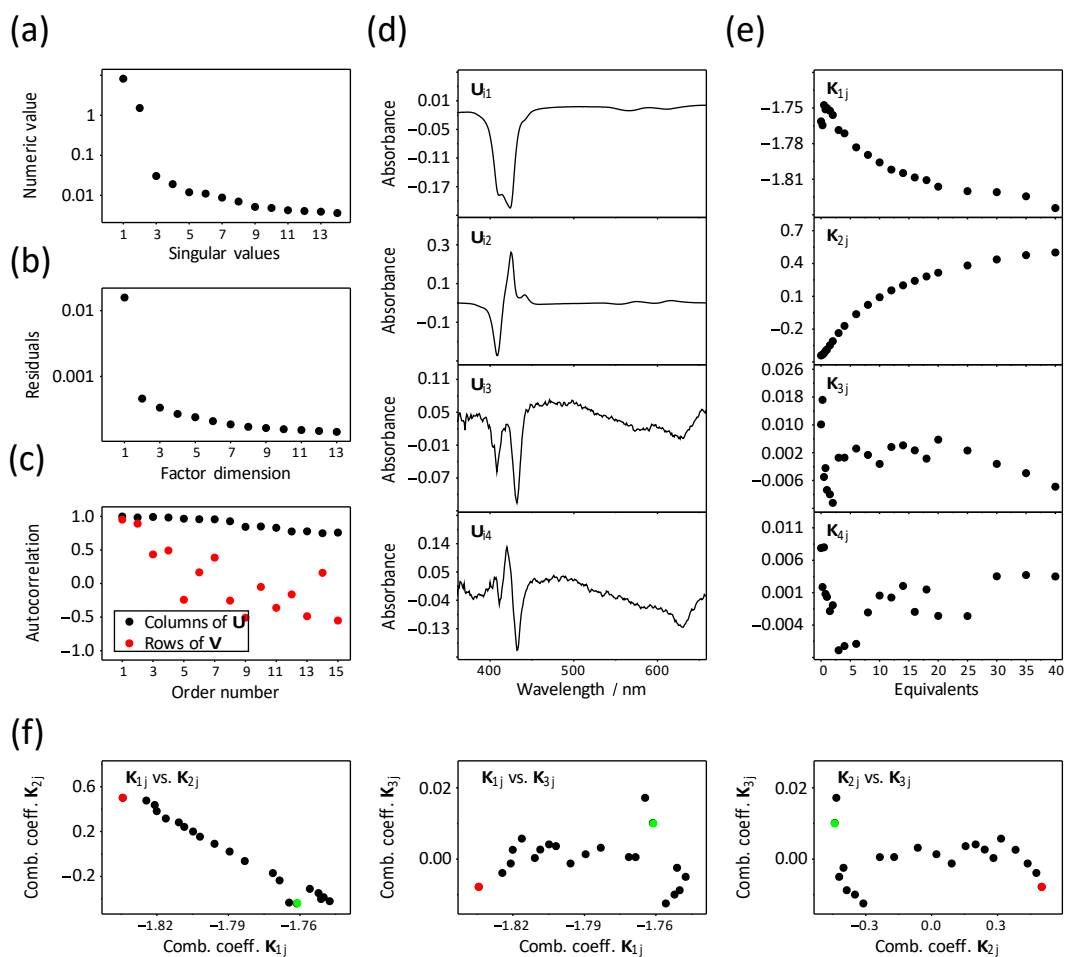 (a)
Numeric value
1
0.1
0.01
1 3 5 7 9 11 13
Singular values
(b)
Residuals
0.01
0.001
1 3 5 7 9 11 13
Factor dimension
(c)
Autocorrelation
1.0
0.5
0.0
−0.5
−1.0
Columns of U
Rows of V
1 3 5 7 9 11 13 15
Order number
(d)
Ui1
Absorbance
0.01
−0.05
−0.11
−0.17
Ui2
Absorbance
0.3
0.1
−0.1
Ui3
Absorbance
0.11
0.05
−0.01
−0.07
Ui4
Absorbance
0.14
0.05
−0.04
−0.13
400 500 600
Wavelength / nm
(e)
K1j
−1.75
−1.78
−1.81
K2j
0.7
0.4
0.1
−0.2
K3j
0.026
0.018
0.010
0.002
−0.006
K4j
0.011
0.006
0.001
−0.004
0 5 10 15 20 25 30 35 40
Equivalents
(f)
K1j vs. K2j
Comb. coeff. K2j
0.6
0.2
−0.2
−1.82 −1.79 −1.76
Comb. coeff. K1j
K1j vs. K3j
Comb. coeff. K3j
0.02
0.00
−1.82 −1.79 −1.76
Comb. coeff. K1j
K2j vs. K3j
Comb. coeff. K3j
0.02
0.00
−0.3 0.0 0.3
Comb. coeff. K2j